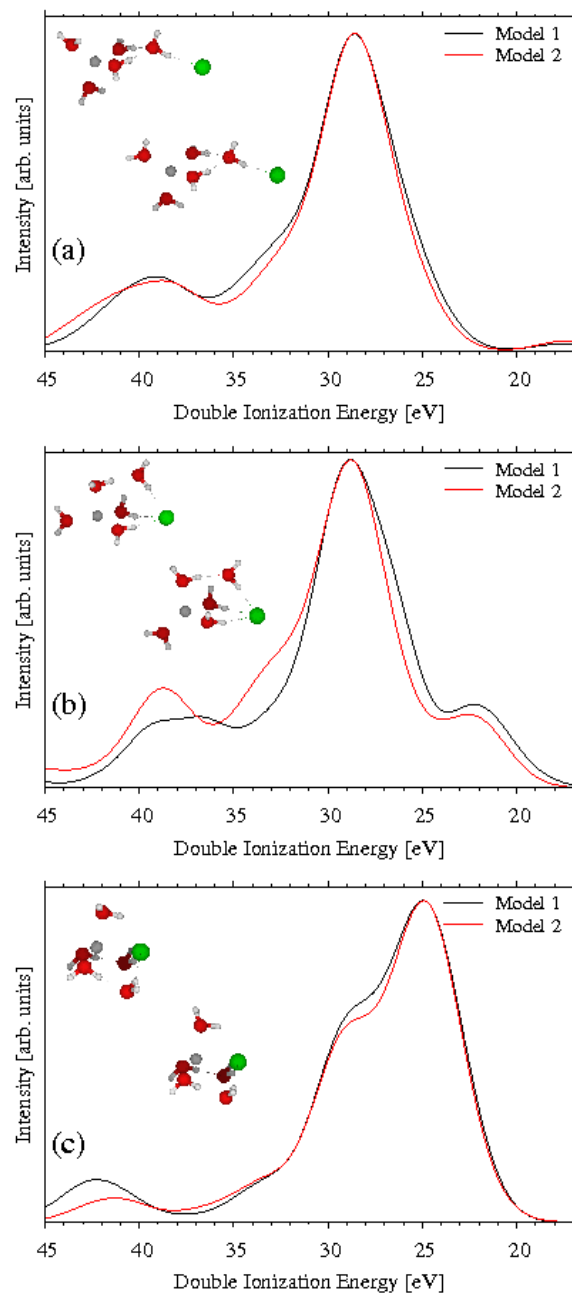 Model 1
Model 2
Intensity [arb. units]
(a)
45 40 35 30 25 20
Double Ionization Energy [eV]
Model 1
Model 2
Intensity [arb. units]
(b)
45 40 35 30 25 20
Double Ionization Energy [eV]
Model 1
Model 2
Intensity [arb. units]
(c)
45 40 35 30 25 20
Double Ionization Energy [eV]